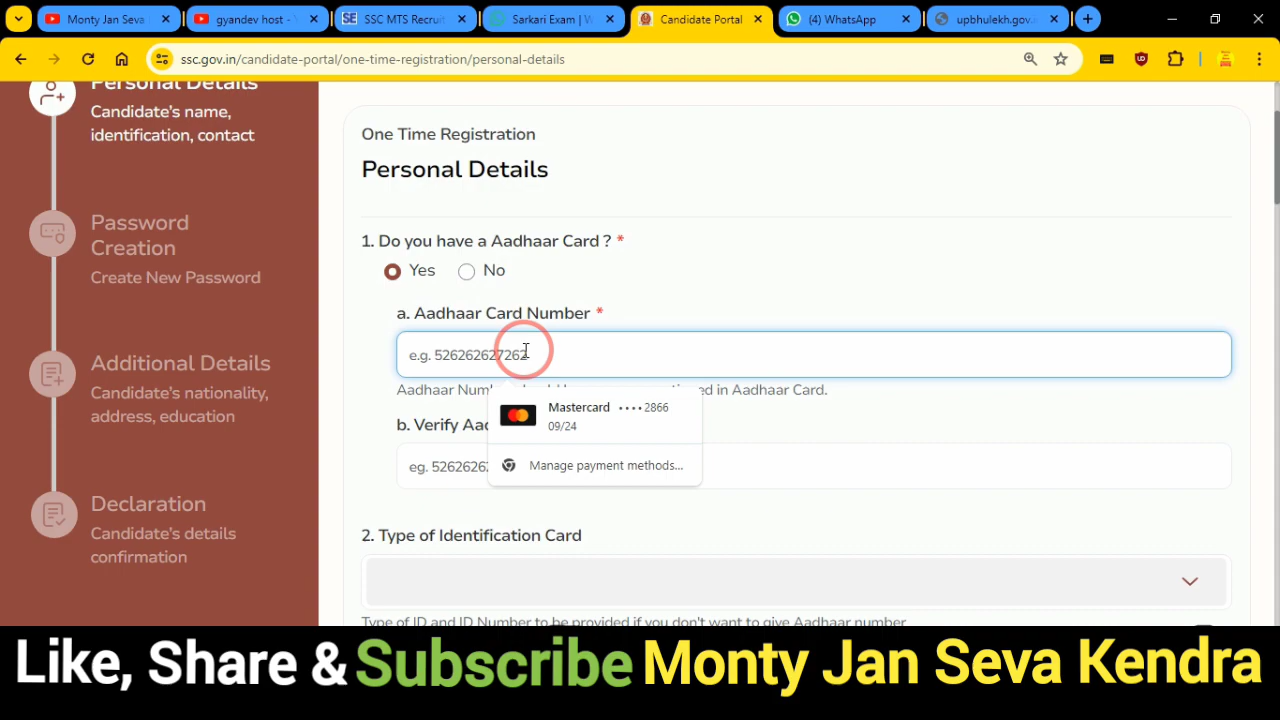 Monty Jan Seva
gyandev host -
SSC MTS Recruit
Sarkari Exam | W
Candidate Portal
(4) WhatsApp
upbhulekh.gov.i
ssc.gov.in/candidate-portal/one-time-registration/personal-details
Personal Details
Candidate's name,
identification, contact
Password
Creation
Create New Password
Additional Details
Candidate's nationality,
address, education
Declaration
Candidate's details
confirmation
One Time Registration
Personal Details
1. Do you have a Aadhaar Card ? *
Yes No
a. Aadhaar Card Number *
e.g. 526262627262
Aadhaar Num
ed in Aadhaar Card.
Mastercard ••••2866
09/24
Manage payment methods...
b. Verify Aa
eg. 5262626
2. Type of Identification Card
Type of ID and ID Number to be provided if you don't want to give Aadhaar number
Like, Share & Subscribe Monty Jan Seva Kendra